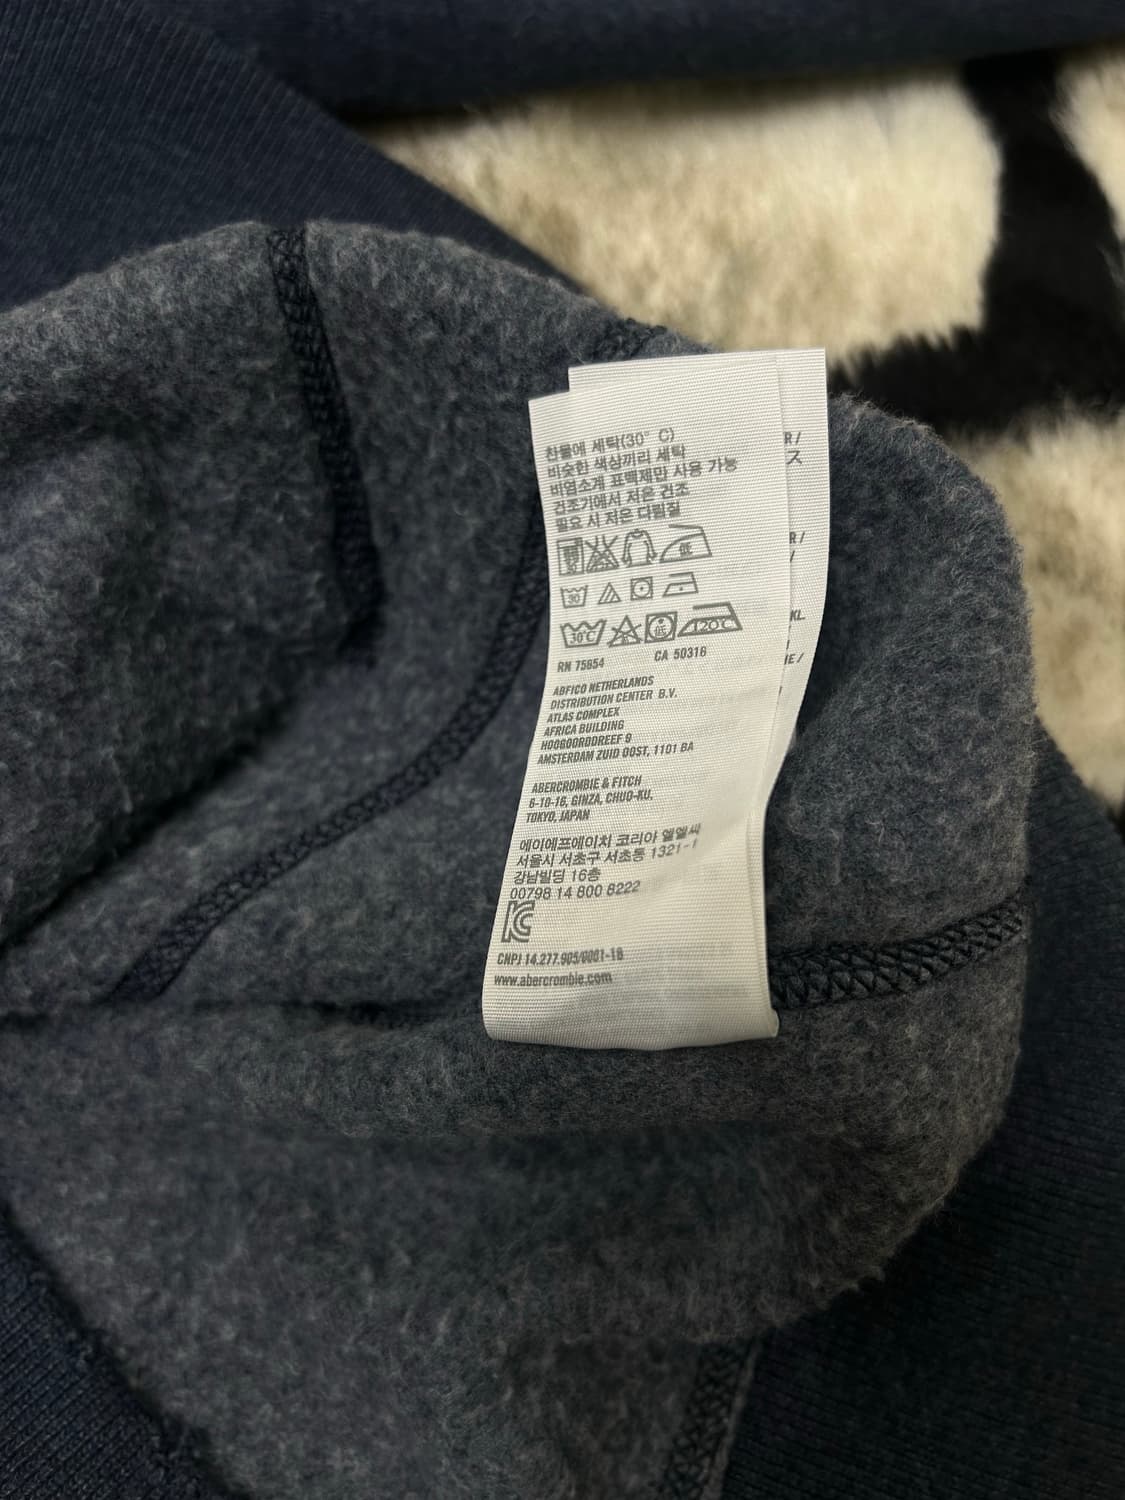 찬물에 세탁(30° C)
비슷한 색상끼리 세탁
비염소계 표백제만 사용 가능
건조기에서 저온 건조
필요 시 저온 다림질
30
30°C
120°C
RN 75654 CA 50316
ABFICO NETHERLANDS
DISTRIBUTION CENTER B.V.
ATLAS COMPLEX
AFRICA BUILDING
HOOGOORDDREEF 9
AMSTERDAM ZUID OOST, 1101 BA
ABERCROMBIE & FITCH
6-10-16, GINZA, CHUO-KU,
TOKYO, JAPAN
에이에프에이치 코리아 엘엘씨
서울시 서초구 서초동 1321-1
강남빌딩 16층
00798 14 800 8222
CNPJ 14.277.905/0001-18
www.abercrombie.com
R/
ス
R/
XL
IE/